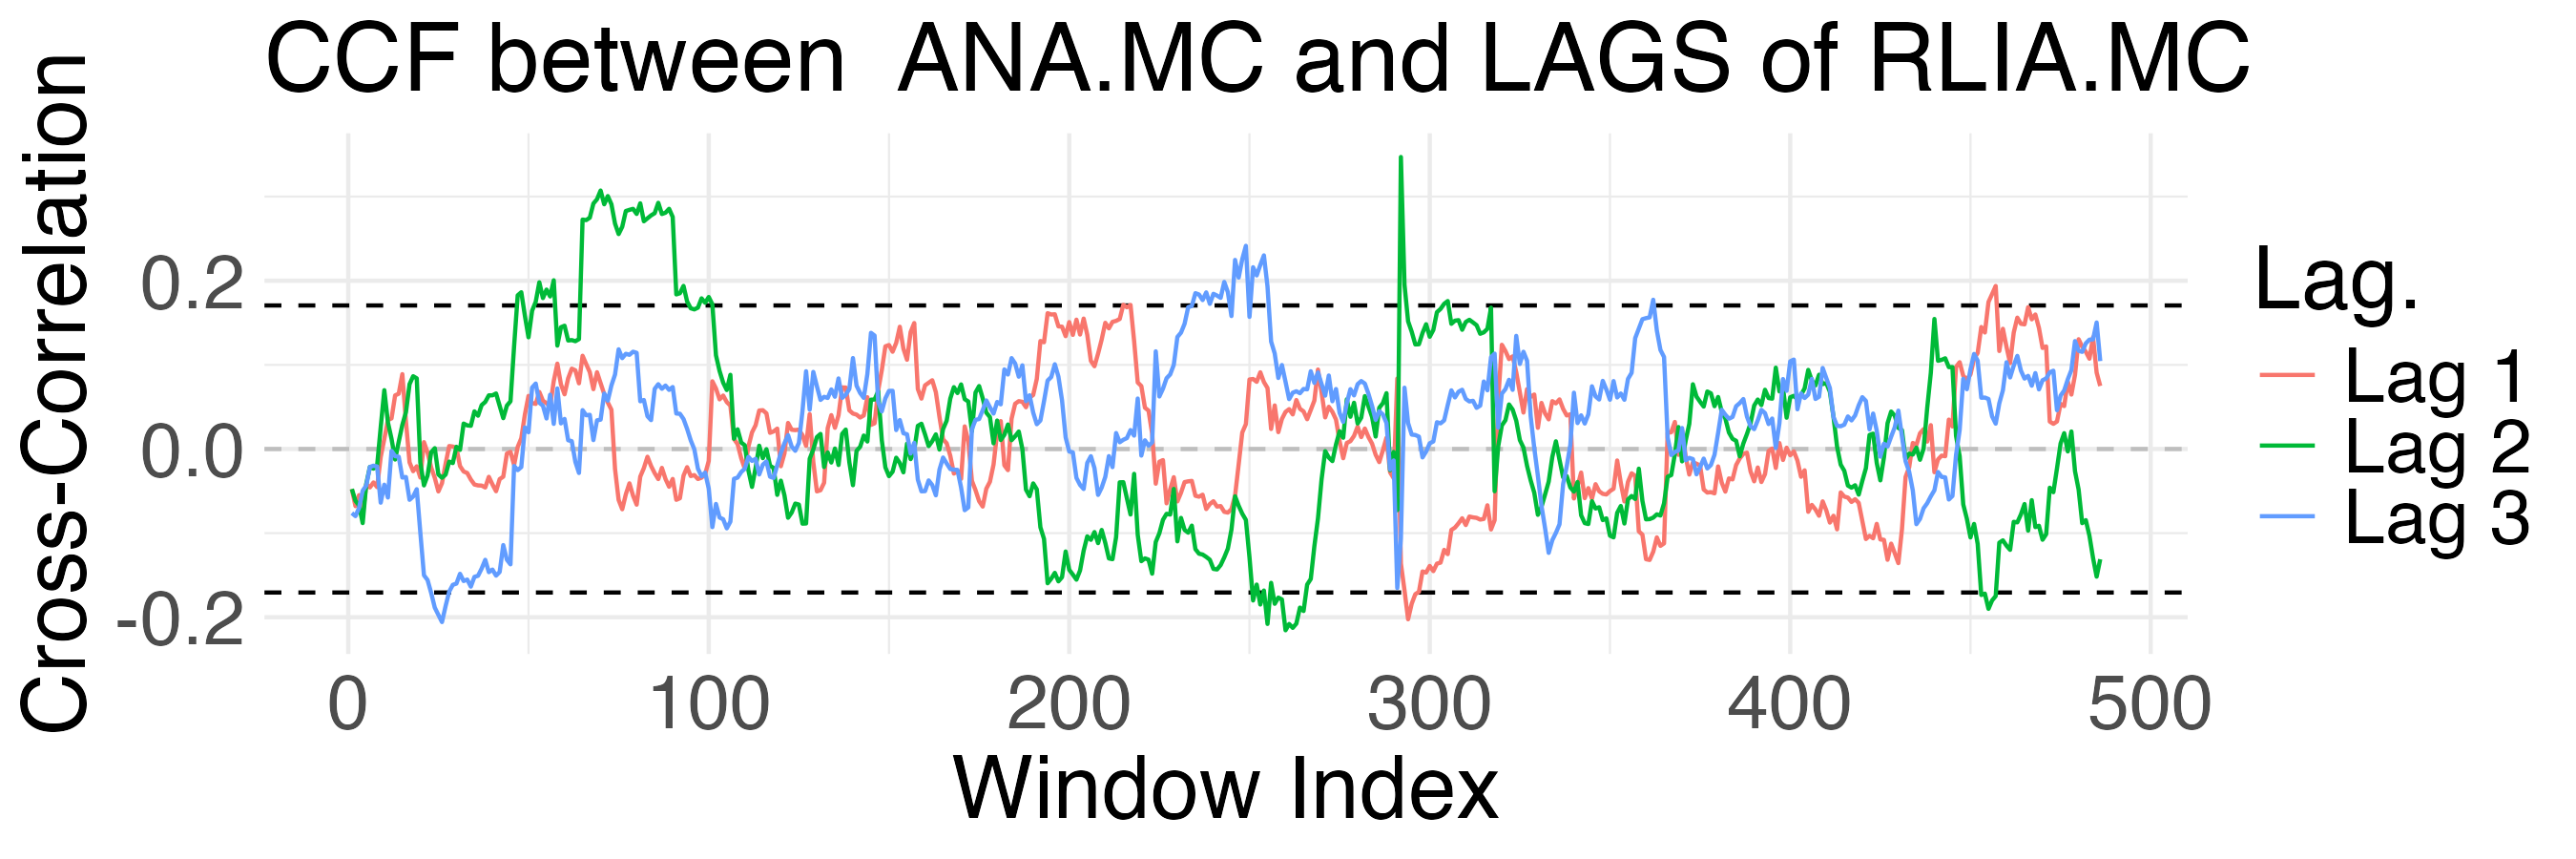 CCF between  ANA.MC and LAGS of RLIA.MC
Cross-Correlation
0.2
0.0
-0.2
0 100 200 300 400 500
Window Index
Lag.
Lag 1
Lag 2
Lag 3